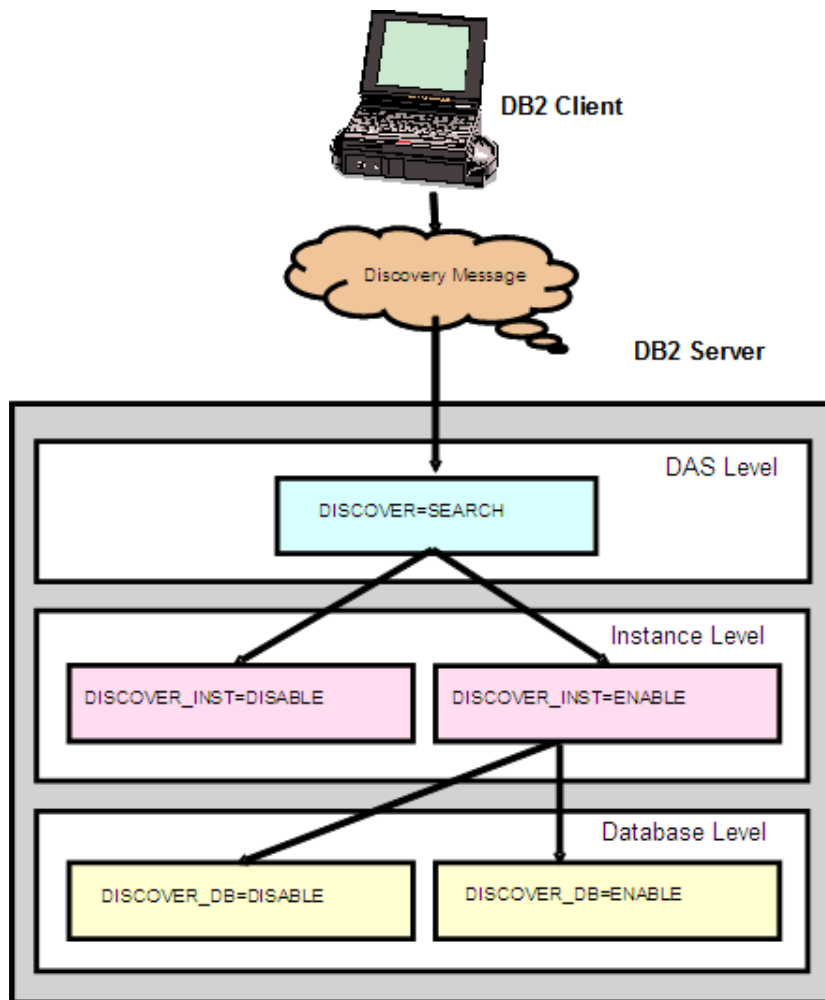 DB2 Client
Discovery Message
DB2 Server
DAS Level
DISCOVER=SEARCH
Instance Level
DISCOVER_INST=DISABLE
DISCOVER_INST=ENABLE
Database Level
DISCOVER_DB=DISABLE
DISCOVER_DB=ENABLE